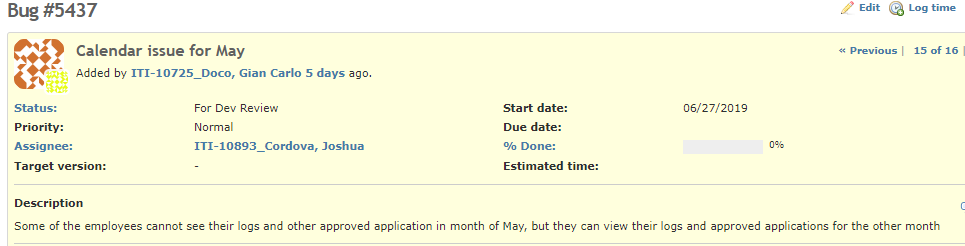 Bug #5437
Edit Log time
Calendar issue for May
« Previous | 15 of 16 |
Added by ITI-10725_Doco, Gian Carlo 5 days ago.
Status: For Dev Review Start date: 06/27/2019
Priority: Normal Due date:
Assignee: ITI-10893_Cordova, Joshua % Done: 0%
Target version: - Estimated time:
Description
Some of the employees cannot see their logs and other approved application in month of May, but they can view their logs and approved applications for the other month